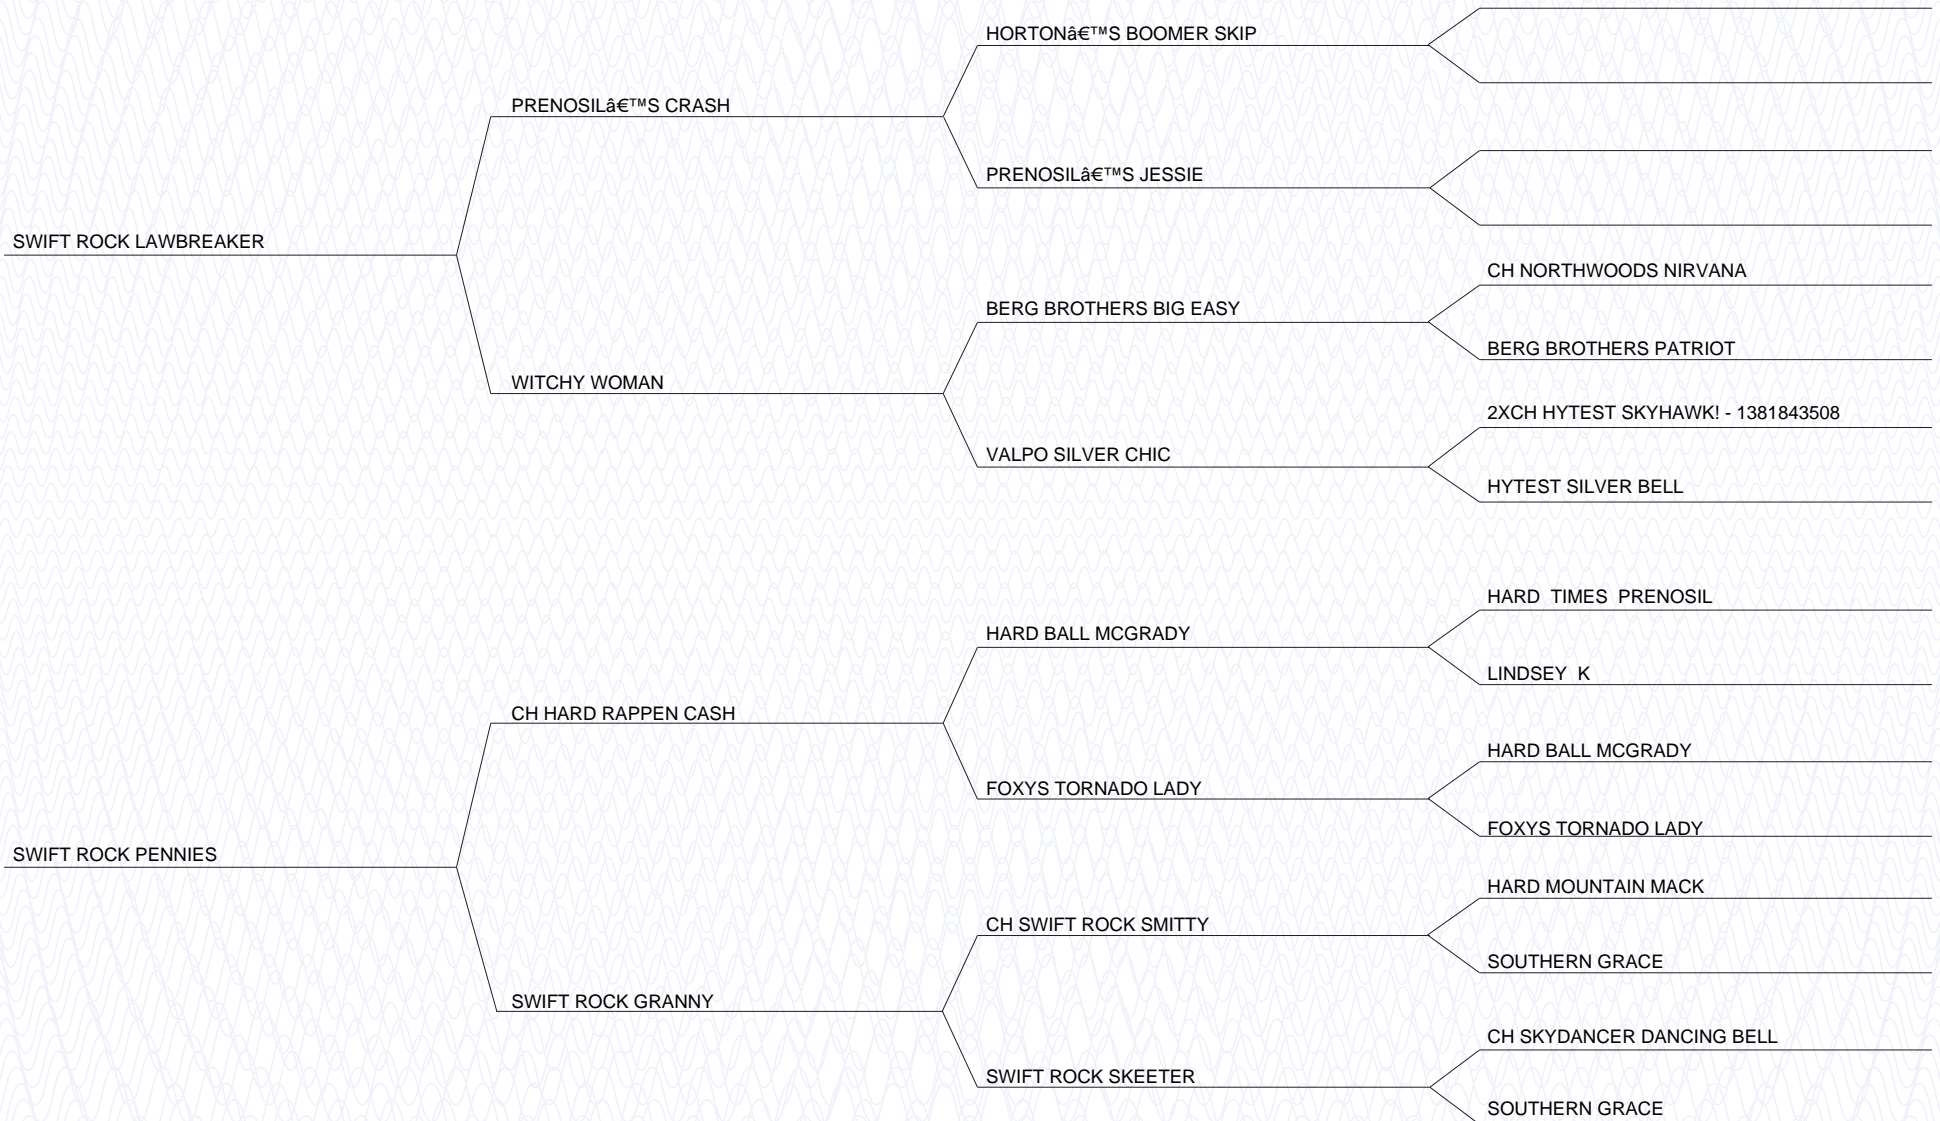 HORTONâ€™S BOOMER SKIP
PRENOSILâ€™S CRASH
PRENOSILâ€™S JESSIE
SWIFT ROCK LAWBREAKER
CH NORTHWOODS NIRVANA
BERG BROTHERS BIG EASY
BERG BROTHERS PATRIOT
WITCHY WOMAN
2XCH HYTEST SKYHAWK! - 1381843508
VALPO SILVER CHIC
HYTEST SILVER BELL
HARD  TIMES  PRENOSIL
HARD BALL MCGRADY
LINDSEY  K
CH HARD RAPPEN CASH
HARD BALL MCGRADY
FOXYS TORNADO LADY
FOXYS TORNADO LADY
SWIFT ROCK PENNIES
HARD MOUNTAIN MACK
CH SWIFT ROCK SMITTY
SOUTHERN GRACE
SWIFT ROCK GRANNY
CH SKYDANCER DANCING BELL
SWIFT ROCK SKEETER
SOUTHERN GRACE